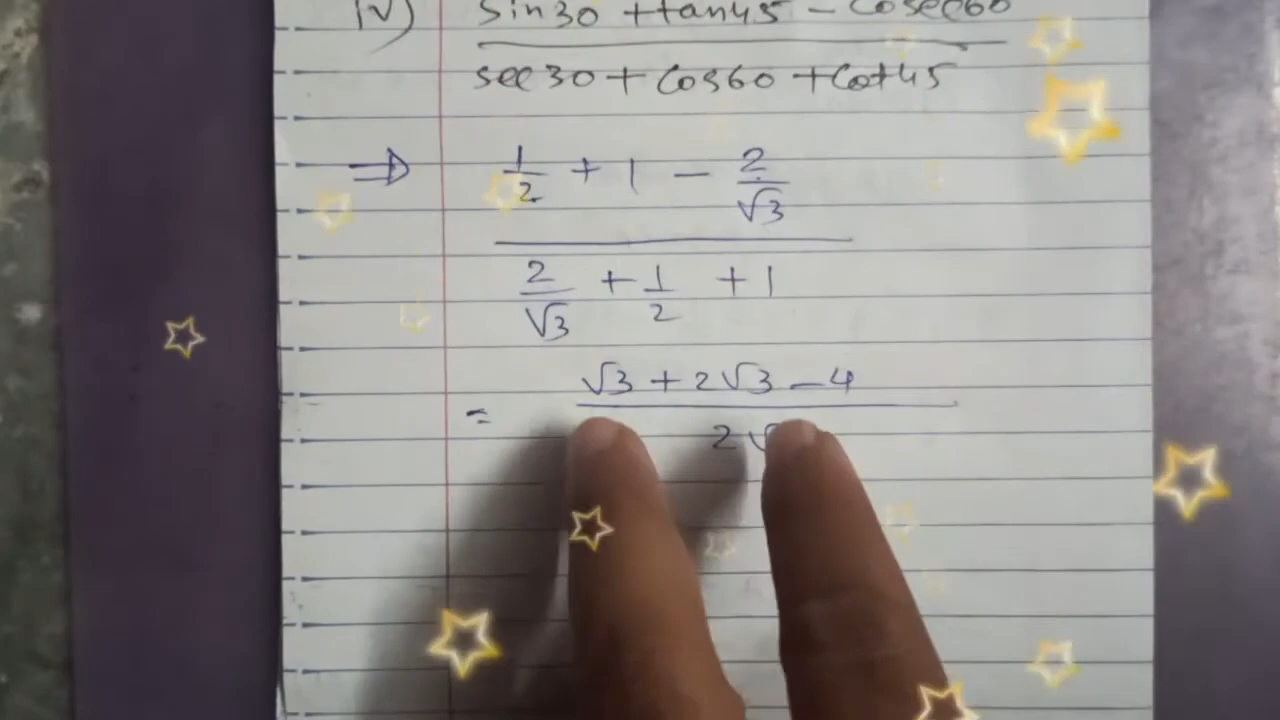 iv) sin30 + tan45 - cosec60
sec30 + cos60 + cot45
⇒ 1/2 + 1 - 2/√3
2/√3 + 1/2 + 1
= √3 + 2√3 - 4
2√